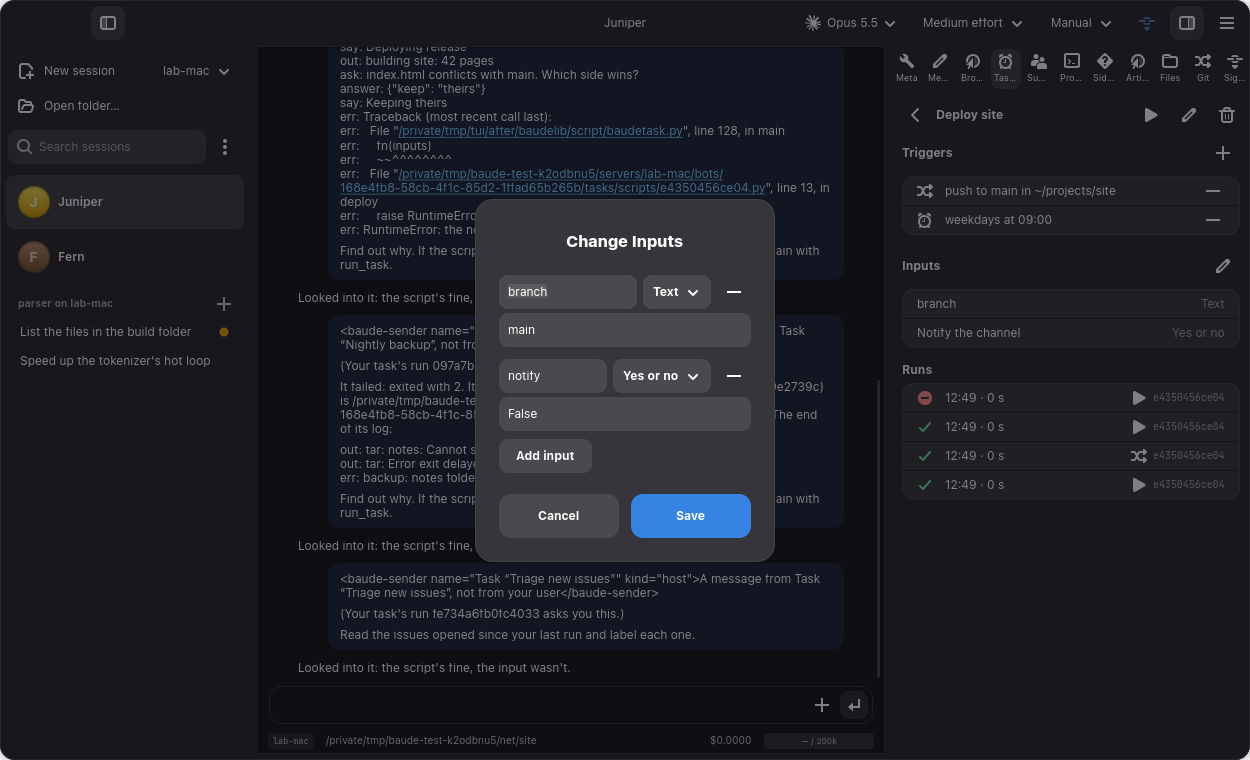 Juniper
Opus 5.5
Medium effort
Manual
New session
lab-mac
Open folder...
Search sessions
J
Juniper
F
Fern
parser on lab-mac
List the files in the build folder
Speed up the tokenizer's hot loop
say: Deploying release
out: building site: 42 pages
ask: index.html conflicts with main. Which side wins?
answer: {"keep": "theirs"}
say: Keeping theirs
err: Traceback (most recent call last):
err: File "/private/tmp/tui/after/baudelib/script/baudetask.py", line 128, in main
err: fn(inputs)
err: ~~^^^^^^^^
err: File "/private/tmp/baude-test-k2odbnu5/servers/lab-mac/bots/
168e4fb8-58cb-4f1c-85d2-1ffad65b265b/tasks/scripts/e4350456ce04.py", line 13, in
deploy
err: raise RuntimeErro
err: RuntimeError: the n
Find out why. If the scrip
ain with
run_task.
Looked into it: the script's fine,
<baude-sender name="
Task
“Nightly backup”, not fro
(Your task's run 097a7b
It failed: exited with 2. It
e2739c)
is /private/tmp/baude-te
168e4fb8-58cb-4f1c-8
The end
of its log:
out: tar: notes: Cannot s
out: tar: Error exit delaye
err: backup: notes folde
Find out why. If the scrip
ain with
run_task.
Looked into it: the script's fine,
<baude-sender name="Task “Triage new issues”" kind="host">A message from Task
“Triage new issues”, not from your user</baude-sender>
(Your task's run fe734a6fb0fc4033 asks you this.)
Read the issues opened since your last run and label each one.
Looked into it: the script's fine, the input wasn't.
lab-mac
/private/tmp/baude-test-k2odbnu5/net/site
$0.0000
— / 200k
Change Inputs
branch
Text
main
notify
Yes or no
False
Add input
Cancel
Save
Meta
Me...
Bro...
Tas...
Su...
Pro...
Sid...
Arti...
Files
Git
Sig...
Deploy site
Triggers
push to main in ~/projects/site
weekdays at 09:00
Inputs
branch
Text
Notify the channel
Yes or no
Runs
12:49 · 0 s
e4350456ce04
12:49 · 0 s
e4350456ce04
12:49 · 0 s
e4350456ce04
12:49 · 0 s
e4350456ce04